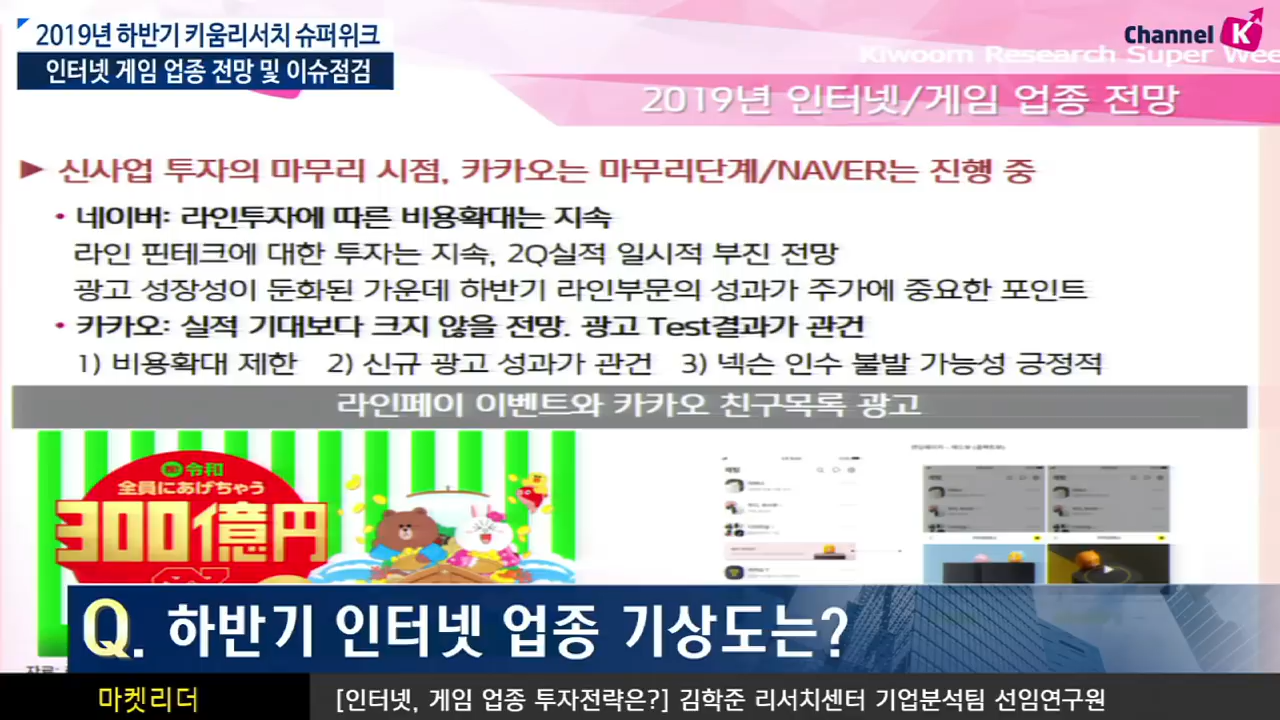 2019년 하반기 키움리서치 슈퍼위크
인터넷 게임 업종 전망 및 이슈점검
Channel K
Kiwoom Research Super Wee
2019년 인터넷/게임 업종 전망
▶ 신사업 투자의 마무리 시점, 카카오는 마무리단계/NAVER는 진행 중
• 네이버: 라인투자에 따른 비용확대는 지속
라인 핀테크에 대한 투자는 지속, 2Q실적 일시적 부진 전망
광고 성장성이 둔화된 가운데 하반기 라인부문의 성과가 주가에 중요한 포인트
• 카카오: 실적 기대보다 크지 않을 전망. 광고 Test결과가 관건
1) 비용확대 제한 2) 신규 광고 성과가 관건 3) 넥슨 인수 불발 가능성 긍정적
라인페이 이벤트와 카카오 친구목록 광고
令和
全員にあげちゃう
300億円
Q. 하반기 인터넷 업종 기상도는?
마켓리더
[인터넷, 게임 업종 투자전략은?] 김학준 리서치센터 기업분석팀 선임연구원